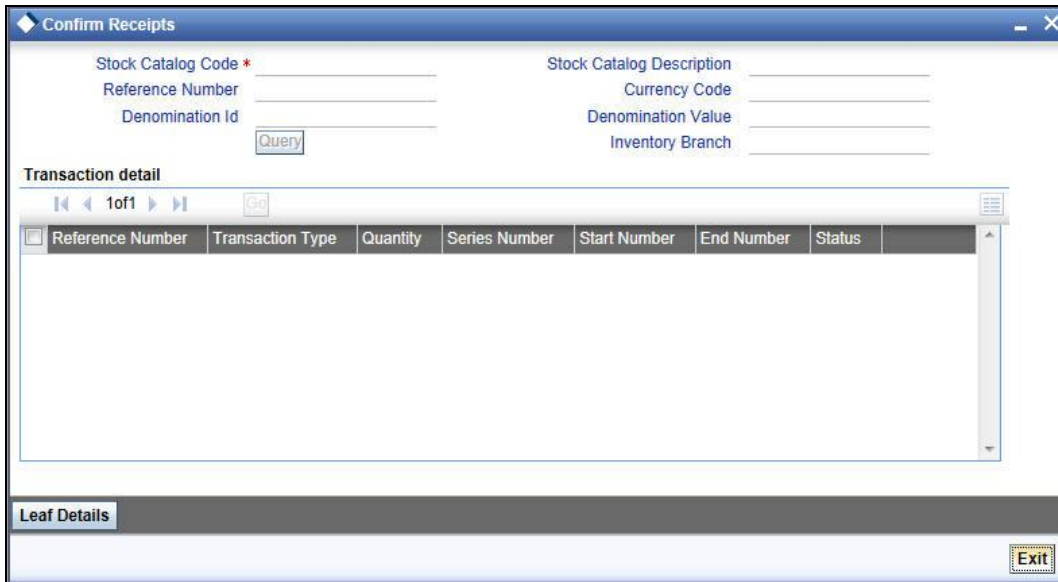 Confirm Receipts
Stock Catalog Code *
Stock Catalog Description
Reference Number
Currency Code
Denomination Id
Denomination Value
Query
Inventory Branch
Transaction detail
1of1 Go
Reference Number Transaction Type Quantity Series Number Start Number End Number Status
Leaf Details
Exit